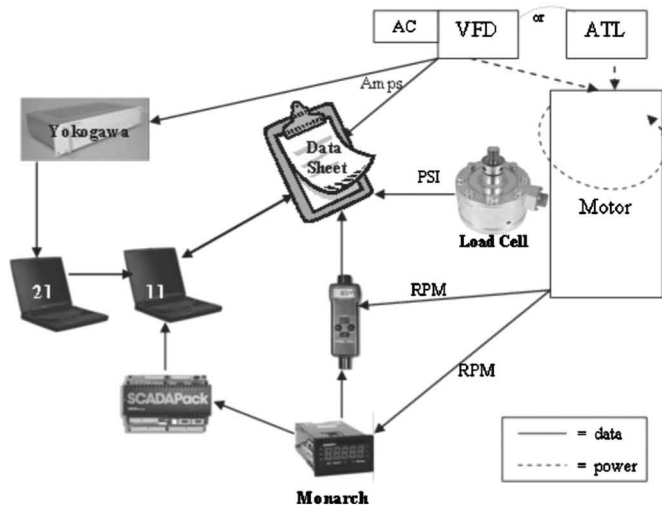 AC
VFD
or
ATL
Amps
Yokogawa
Data
Sheet
PSI
Motor
Load Cell
21
11
RPM
RPM
SCADAPack
= data
= power
Monarch